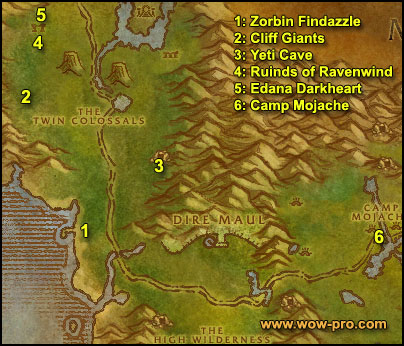 5
4
1: Zorbin Findazzle
2: Cliff Giants
3: Yeti Cave
4: Ruinds of Ravenwind
5: Edana Darkheart
6: Camp Mojache
2
THE
TWIN COLOSSALS
3
DIRE MAUL
CAMP
MOJACHE
1
6
www.wow-pro.com
THE
HIGH WILDERNESS